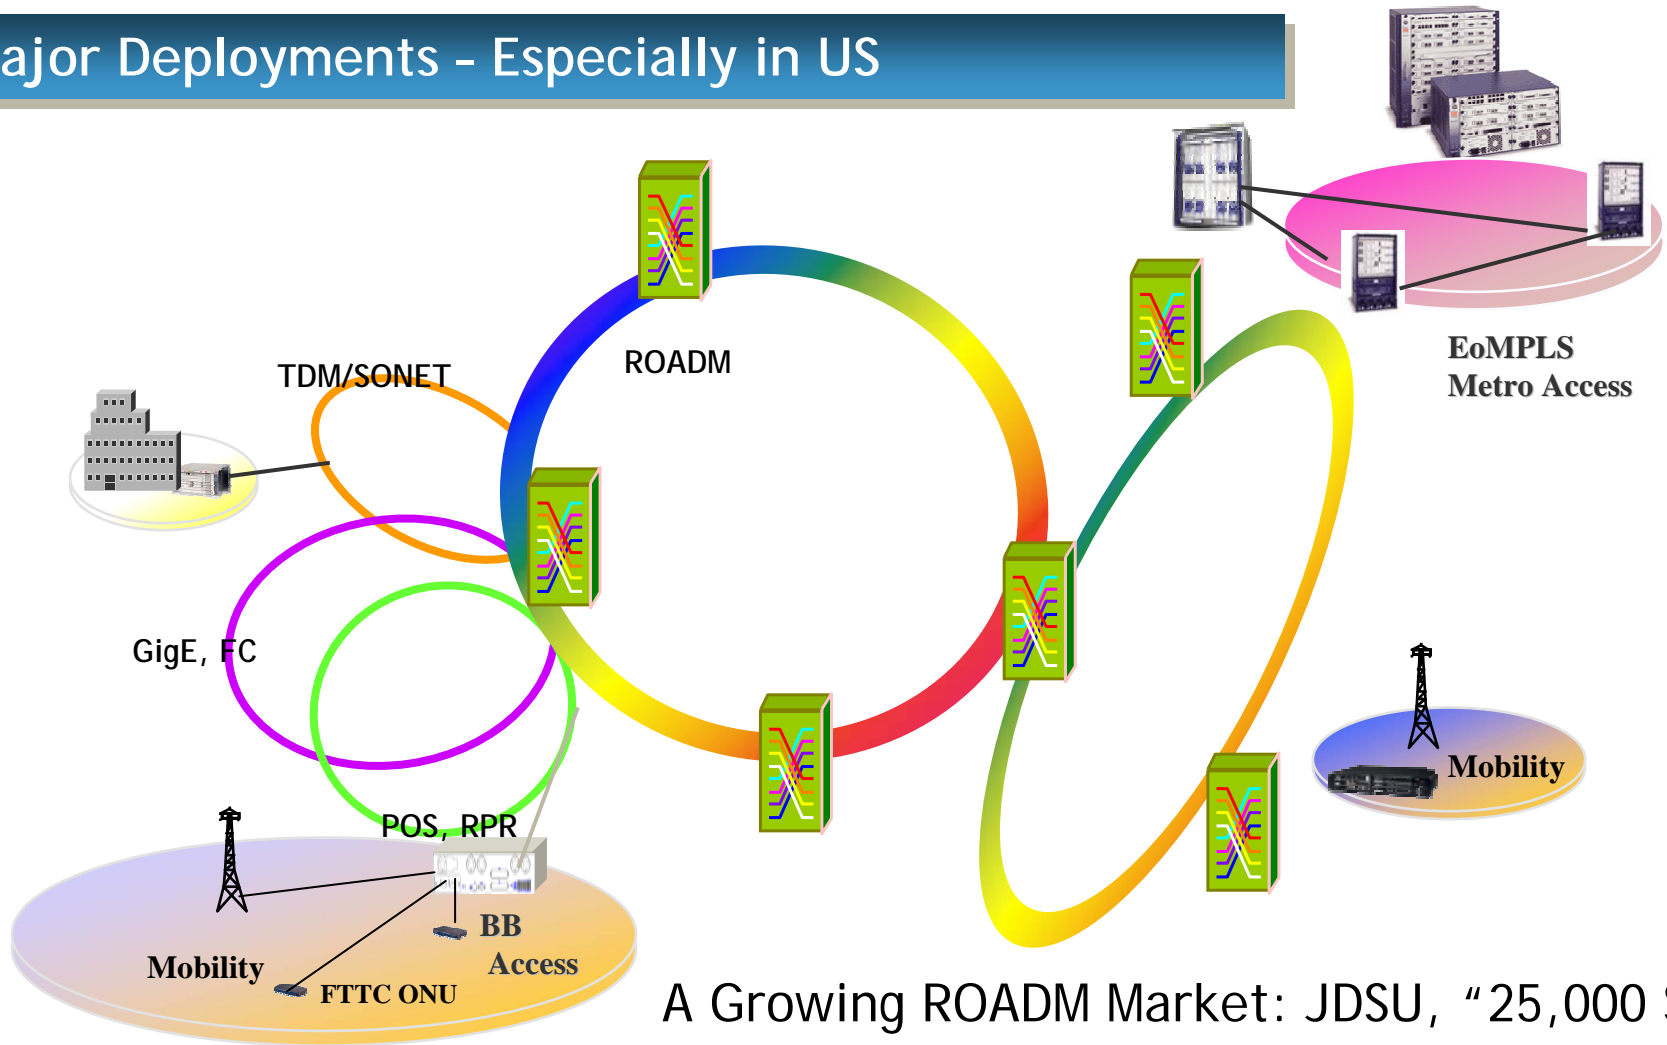 ajor Deployments – Especially in US
TDM/SONET
ROADM
EoMPLS
Metro Access
GigE, FC
Mobility
POS, RPR
BB
Access
Mobility
FTTC ONU
A Growing ROADM Market: JDSU, “25,000